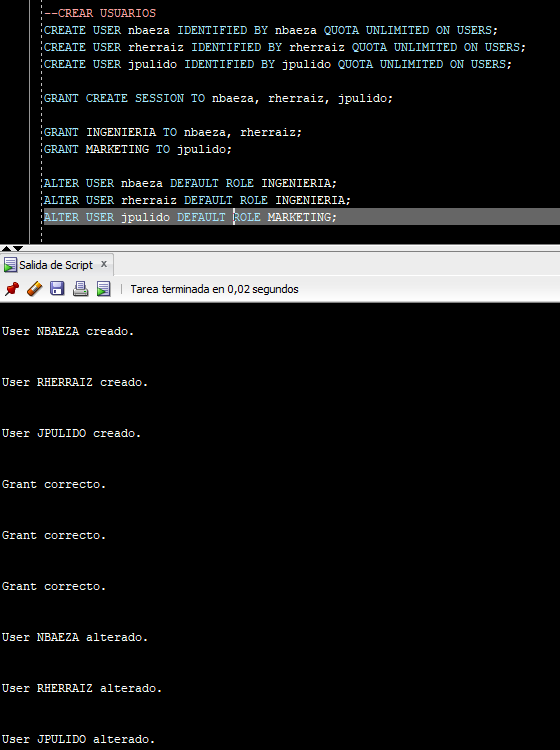 --CREAR USUARIOS
CREATE USER nbaeza IDENTIFIED BY nbaeza QUOTA UNLIMITED ON USERS;
CREATE USER rherraiz IDENTIFIED BY rherraiz QUOTA UNLIMITED ON USERS;
CREATE USER jpulido IDENTIFIED BY jpulido QUOTA UNLIMITED ON USERS;
GRANT CREATE SESSION TO nbaeza, rherraiz, jpulido;
GRANT INGENIERIA TO nbaeza, rherraiz;
GRANT MARKETING TO jpulido;
ALTER USER nbaeza DEFAULT ROLE INGENIERIA;
ALTER USER rherraiz DEFAULT ROLE INGENIERIA;
ALTER USER jpulido DEFAULT ROLE MARKETING;
Salida de Script x
Tarea terminada en 0,02 segundos
User NBAEZA creado.
User RHERRAIZ creado.
User JPULIDO creado.
Grant correcto.
Grant correcto.
Grant correcto.
User NBAEZA alterado.
User RHERRAIZ alterado.
User JPULIDO alterado.